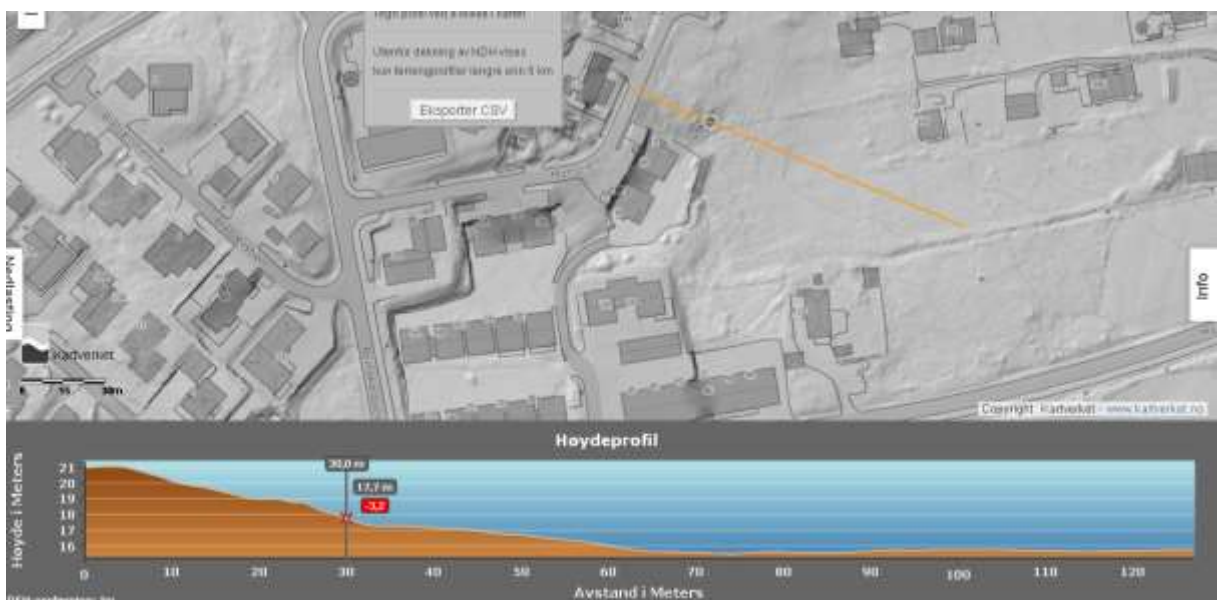 Utenfor dekning av NDH vises
kun terrengprofiler lengre enn 5 km
Eksporter CSV
Nedlasting
Info
Kartverket
Copyright: Kartverket - www.kartverket.no
Høydeprofil
30,0 m
17,7 m
-3,2
Høyde i Meters
21
20
19
18
17
16
0 10 20 30 40 50 60 70 80 90 100 110 120
Avstand i Meters